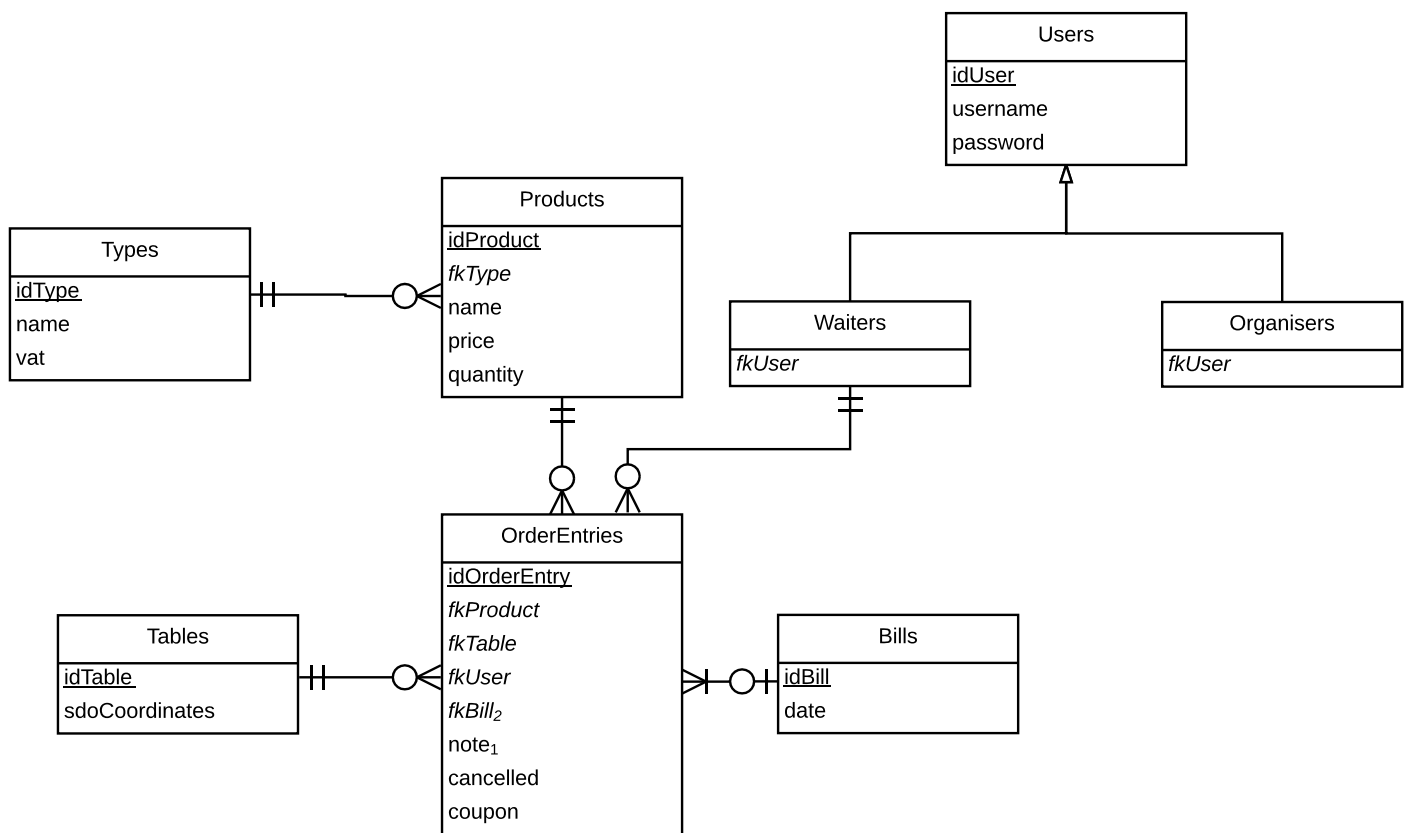 Users
idUser
username
password
Products
idProduct
fkType
name
price
quantity
Types
idType
name
vat
Waiters
fkUser
Organisers
fkUser
OrderEntries
idOrderEntry
fkProduct
fkTable
fkUser
fkBill2
note1
cancelled
coupon
Tables
idTable
sdoCoordinates
Bills
idBill
date